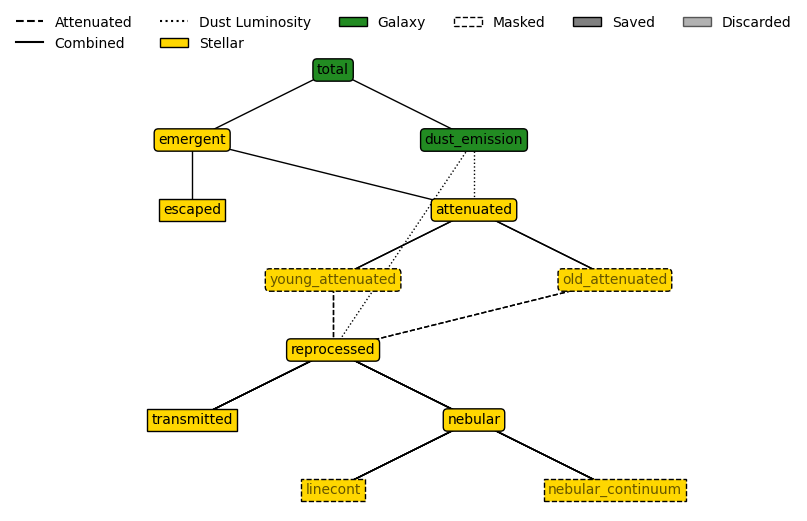 Attenuated
Dust Luminosity
Galaxy
Masked
Saved
Discarded
Combined
Stellar
total
emergent
dust_emission
escaped
attenuated
young_attenuated
old_attenuated
reprocessed
transmitted
nebular
linecont
nebular_continuum